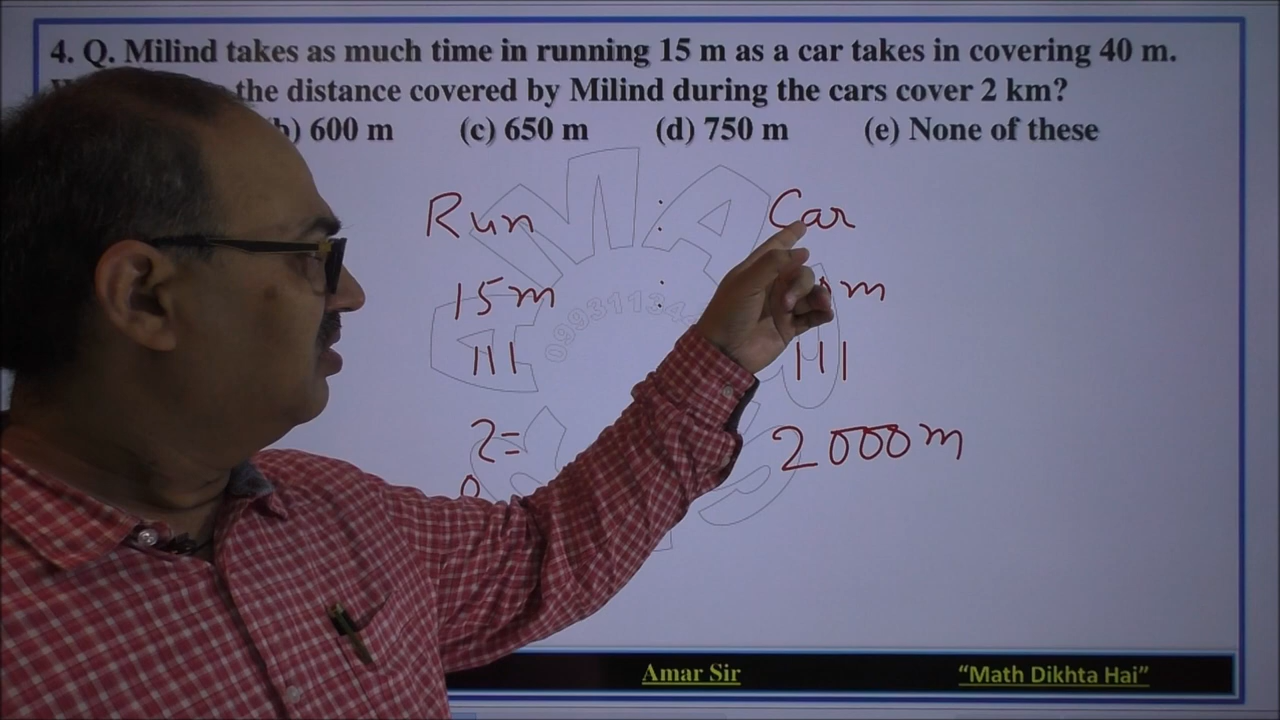 4. Q. Milind takes as much time in running 15 m as a car takes in covering 40 m.
the distance covered by Milind during the cars cover 2 km?
b) 600 m (c) 650 m (d) 750 m (e) None of these
Run : Car
15 m : m
2= 2000m
Amar Sir "Math Dikhta Hai"